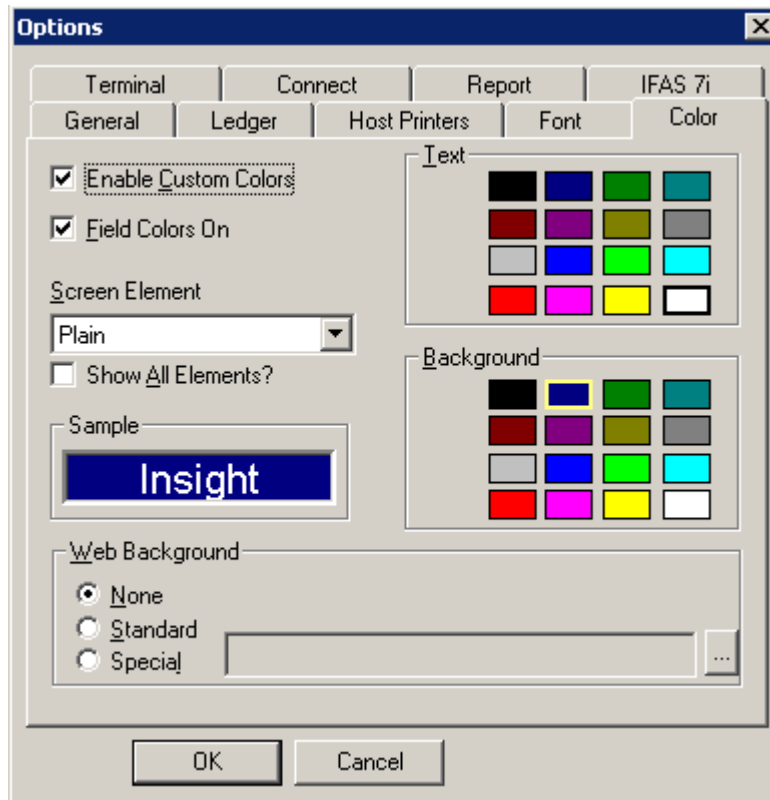 Options
Terminal Connect Report IFAS 7i
General Ledger Host Printers Font Color
Enable Custom Colors
Field Colors On
Screen Element
Plain
Show All Elements?
Sample
Insight
Text
Background
Web Background
None
Standard
Special
...
OK Cancel